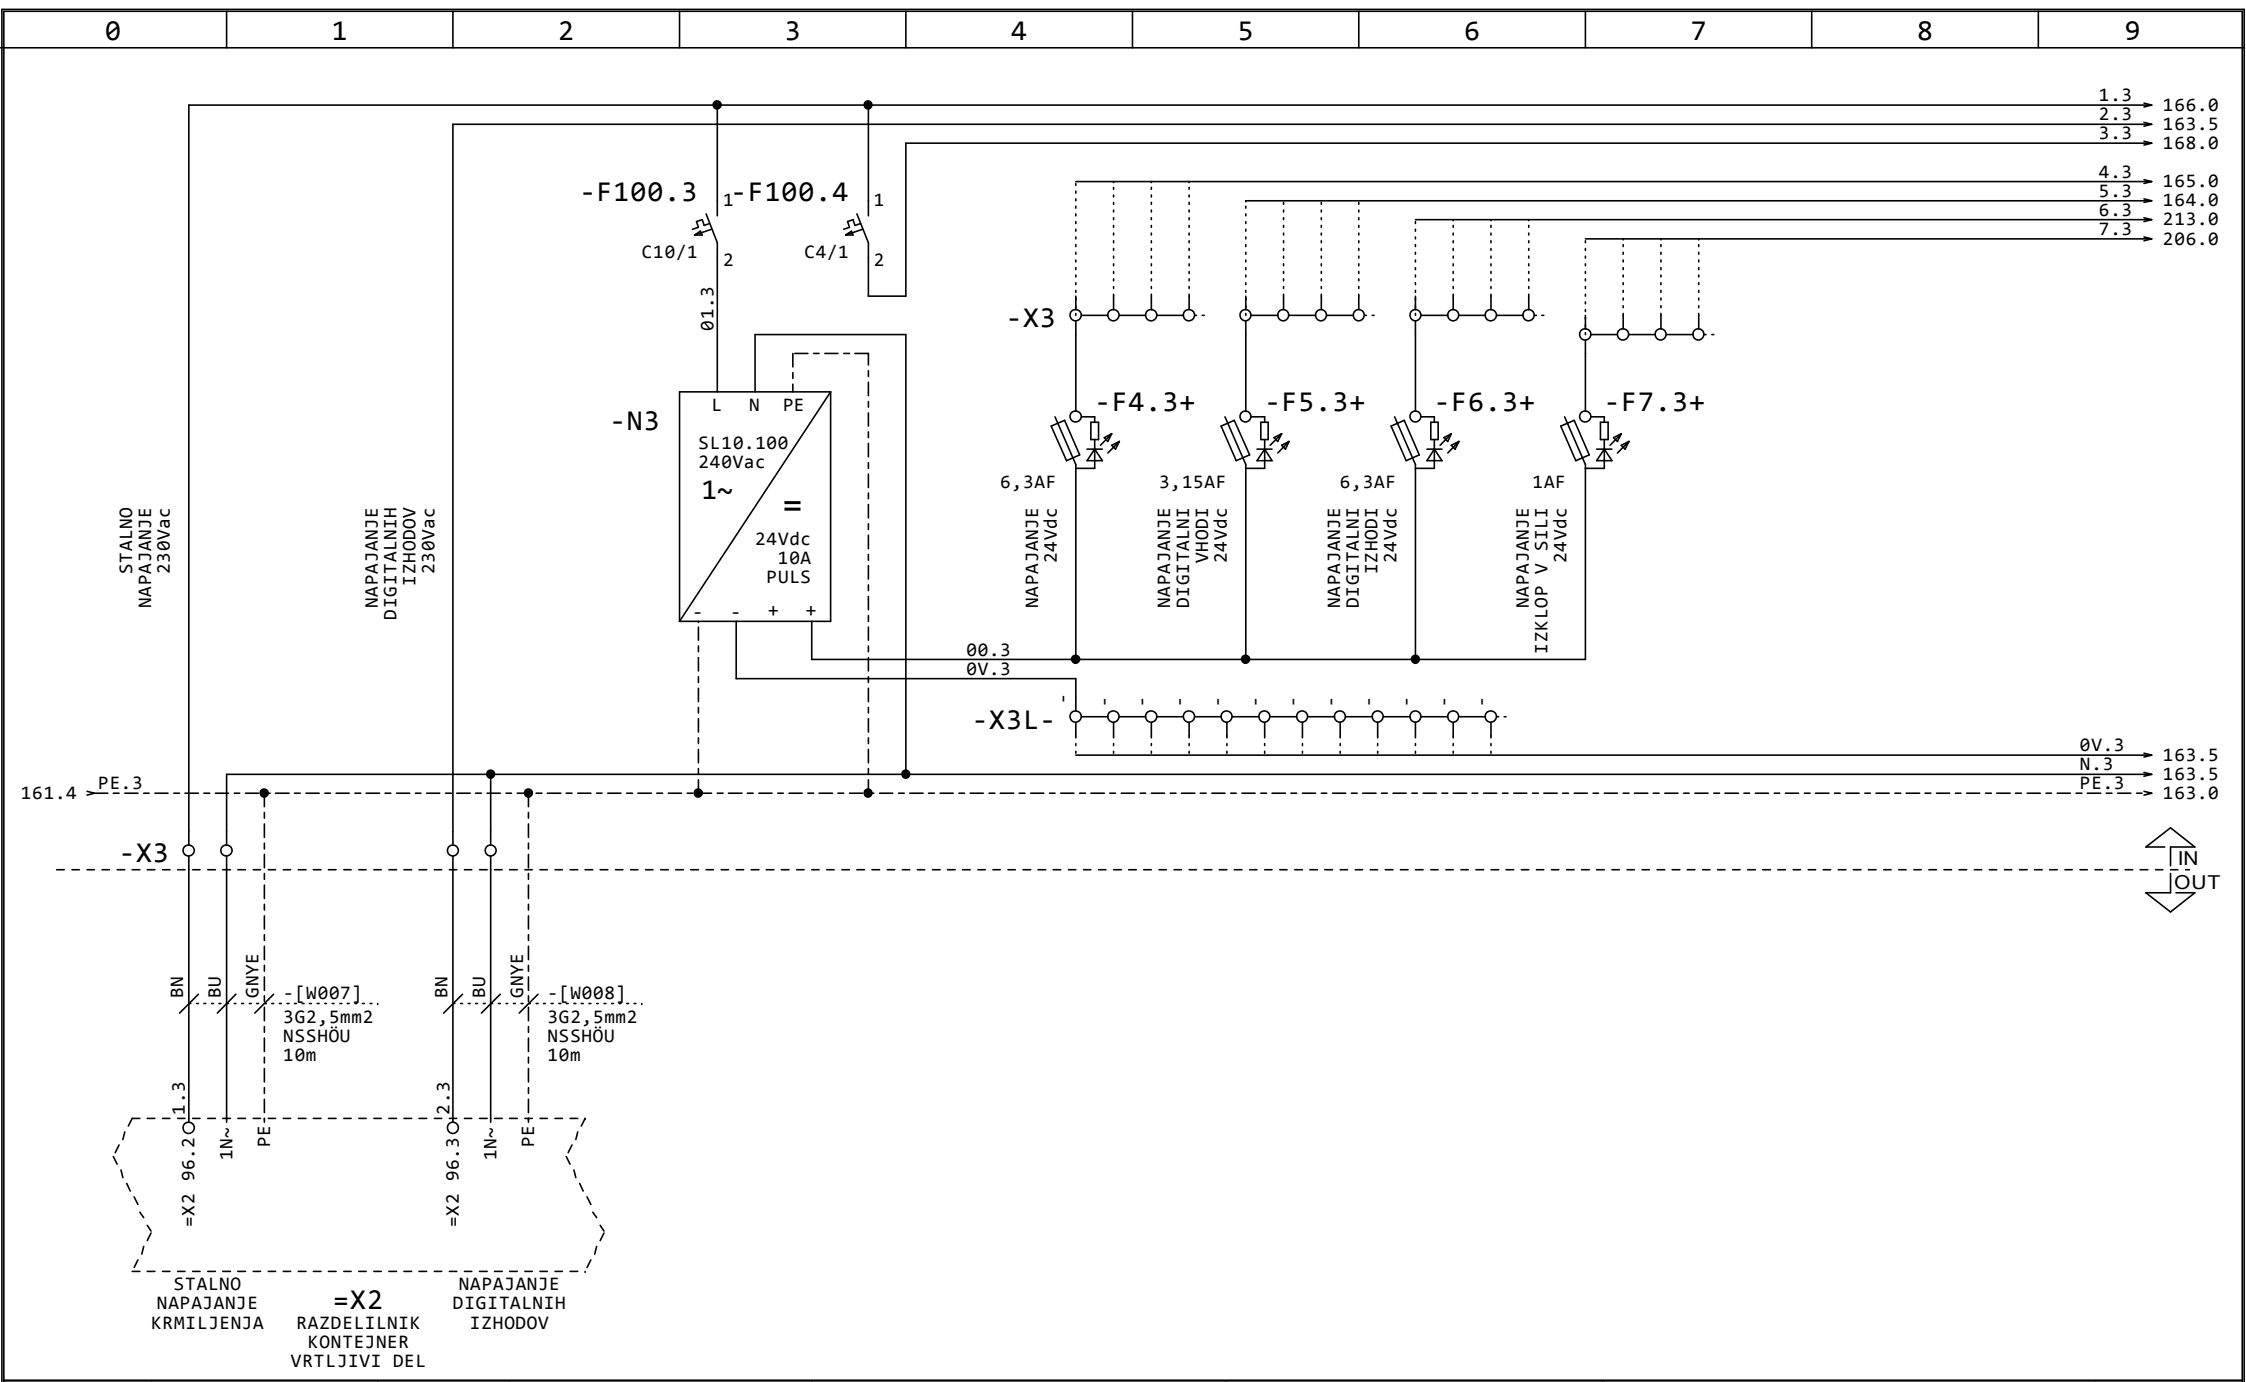 0 1 2 3 4 5 6 7 8 9
1.3 166.0
2.3 163.5
3.3 168.0
4.3 165.0
5.3 164.0
6.3 213.0
7.3 206.0
-F100.3
1
C10/1
2
01.3
-F100.4
1
C4/1
2
-X3
-N3
L N PE
SL10.100
240Vac
1~
=
24Vdc
10A
PULS
- - + +
-F4.3+
6,3AF
NAPAJANJE
24Vdc
-F5.3+
3,15AF
NAPAJANJE
DIGITALNI
VHODI
24Vdc
-F6.3+
6,3AF
NAPAJANJE
DIGITALNI
IZHODI
24Vdc
-F7.3+
1AF
NAPAJANJE
IZKLOP V SILI
24Vdc
STALNO
NAPAJANJE
230Vac
NAPAJANJE
DIGITALNIH
IZHODOV
230Vac
00.3
0V.3
-X3L-
0V.3 163.5
N.3 163.5
PE.3 163.0
161.4 PE.3
-X3
IN
OUT
BN
BU
GNYE
-[W007]
3G2,5mm2
NSSHÖU
10m
BN
BU
GNYE
-[W008]
3G2,5mm2
NSSHÖU
10m
1.3
=X2 96.2
1N~
PE
2.3
=X2 96.3
1N~
PE
STALNO
NAPAJANJE
KRMILJENJA
=X2
RAZDELILNIK
KONTEJNER
VRTLJIVI DEL
NAPAJANJE
DIGITALNIH
IZHODOV